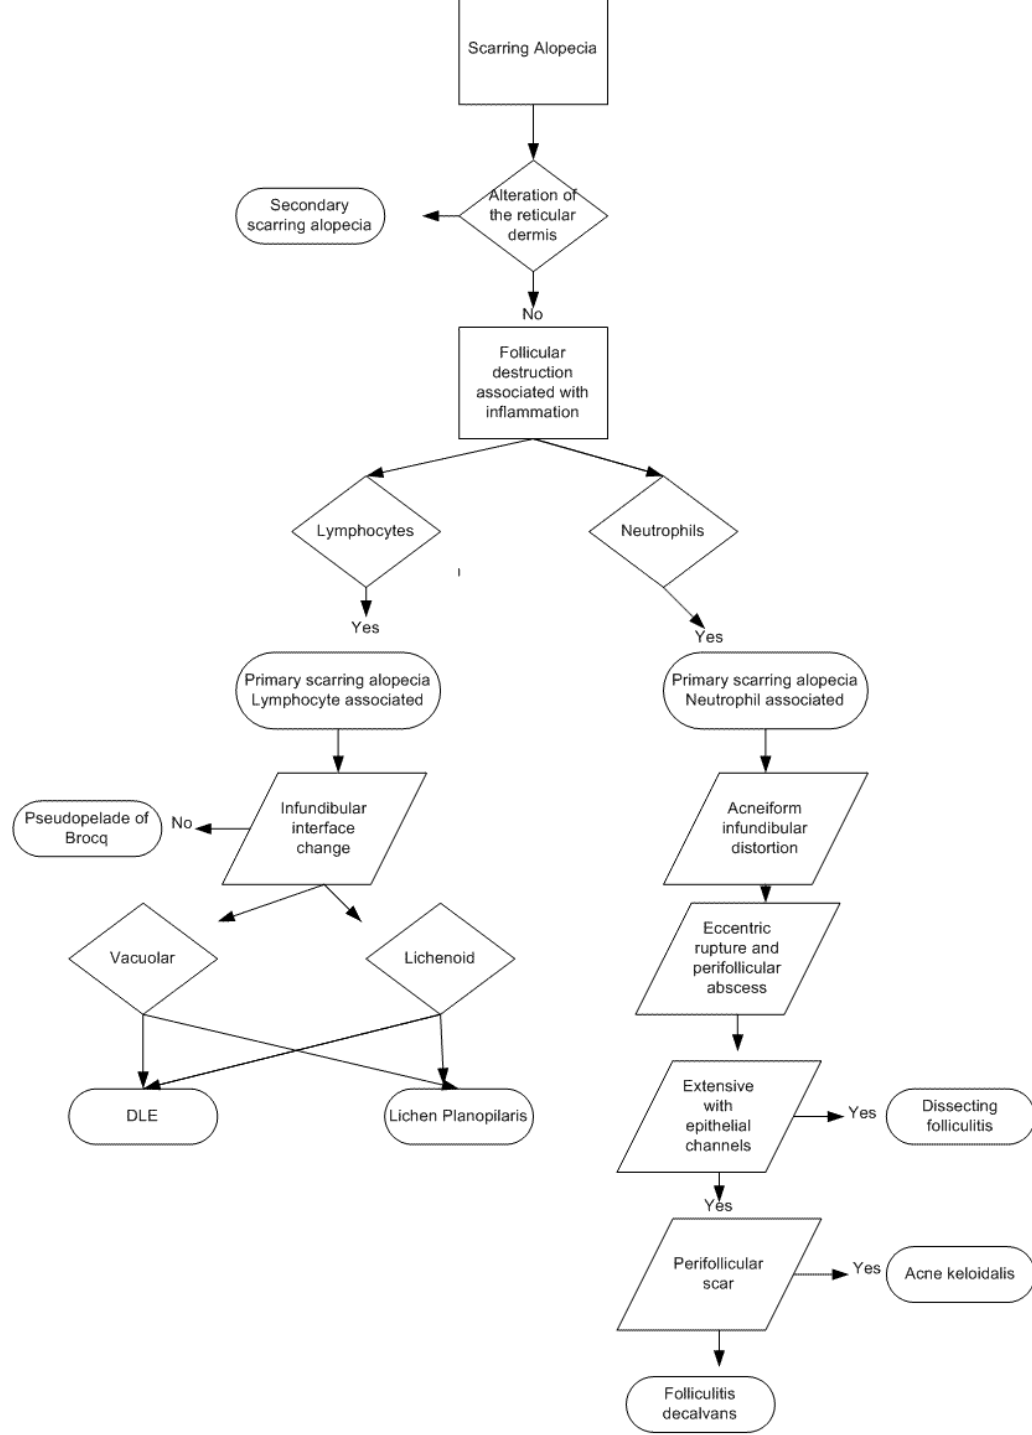 Scarring Alopecia
Alteration of
the reticular
dermis
Secondary
scarring alopecia
No
Follicular
destruction
associated with
inflammation
Lymphocytes
Neutrophils
Yes
Yes
Primary scarring alopecia
Lymphocyte associated
Primary scarring alopecia
Neutrophil associated
Infundibular
interface
change
No
Pseudopelade of
Brocq
Acneiform
infundibular
distortion
Vacuolar
Lichenoid
Eccentric
rupture and
perifollicular
abscess
DLE
Lichen Planopilaris
Extensive
with
epithelial
channels
Yes
Dissecting
folliculitis
Yes
Perifollicular
scar
Yes
Acne keloidalis
Folliculitis
decalvans